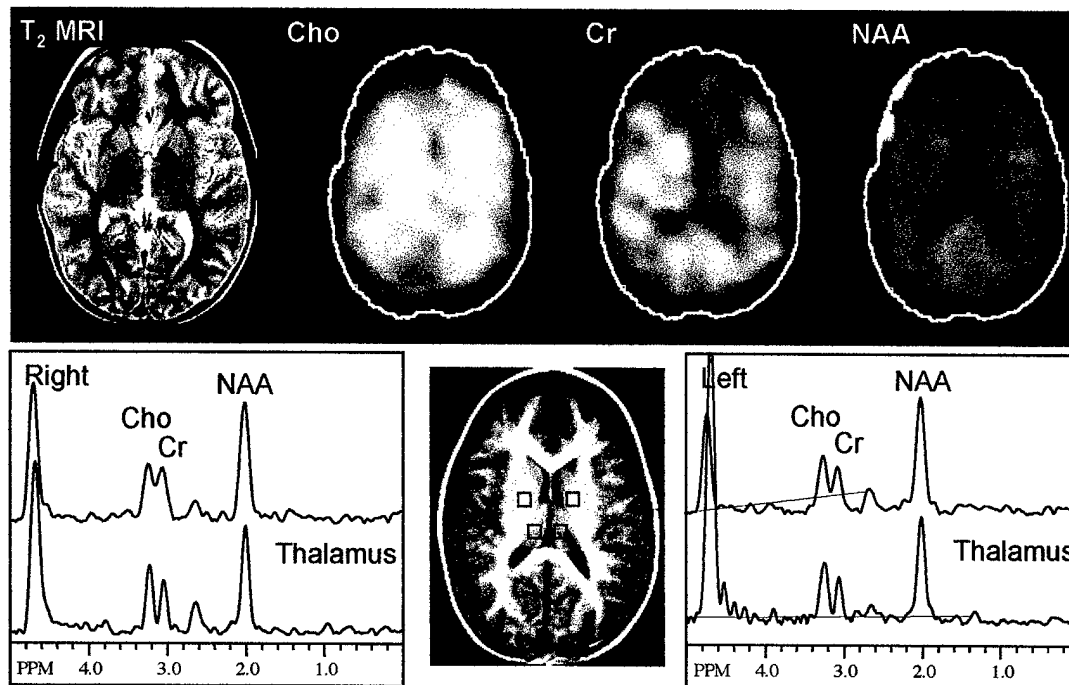 T2 MRI
Cho
Cr
NAA
Right
Cho
Cr
NAA
Thalamus
PPM 4.0 3.0 2.0 1.0
Left
Cho
Cr
NAA
Thalamus
PPM 4.0 3.0 2.0 1.0